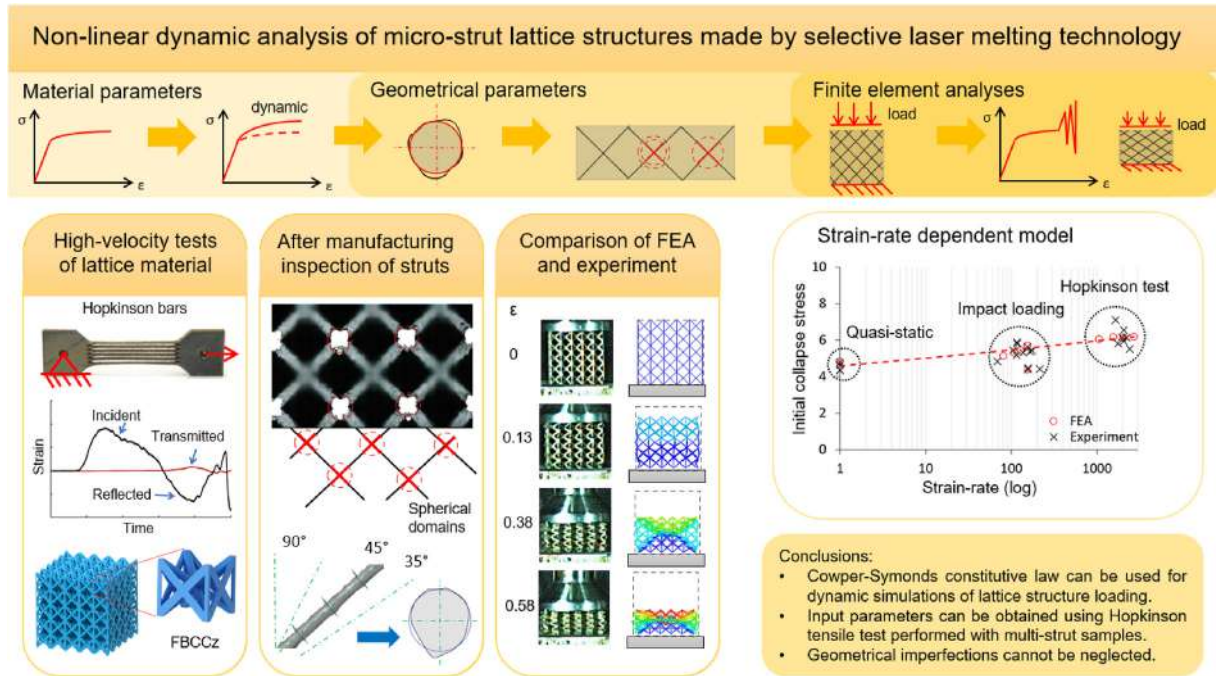 Non-linear dynamic analysis of micro-strut lattice structures made by selective laser melting technology
Material parameters
σ
ε
dynamic
σ
ε
Geometrical parameters
Finite element analyses
load
σ
ε
load
High-velocity tests
of lattice material
Hopkinson bars
Incident
Transmitted
Strain
Reflected
Time
FBCCz
After manufacturing
inspection of struts
Spherical
domains
90°
45°
35°
Comparison of FEA
and experiment
ε
0
0.13
0.38
0.58
Strain-rate dependent model
Initial collapse stress
10
8
6
4
2
0
Quasi-static
Impact loading
Hopkinson test
FEA
Experiment
1
10
100
1000
Strain-rate (log)
Conclusions:
• Cowper-Symonds constitutive law can be used for
dynamic simulations of lattice structure loading.
• Input parameters can be obtained using Hopkinson
tensile test performed with multi-strut samples.
• Geometrical imperfections cannot be neglected.